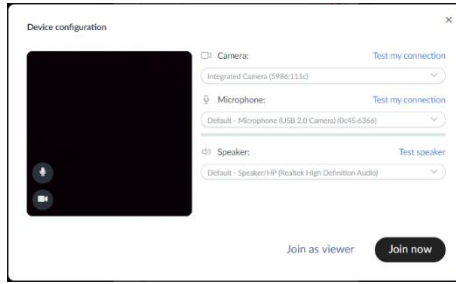 Device configuration
Camera: Test my connection
Integrated Camera (5986:111c)
Microphone: Test my connection
Default - Microphone (USB 2.0 Camera) (0c45:6366)
Speaker: Test speaker
Default - Speaker/HP (Realtek High Definition Audio)
Join as viewer Join now